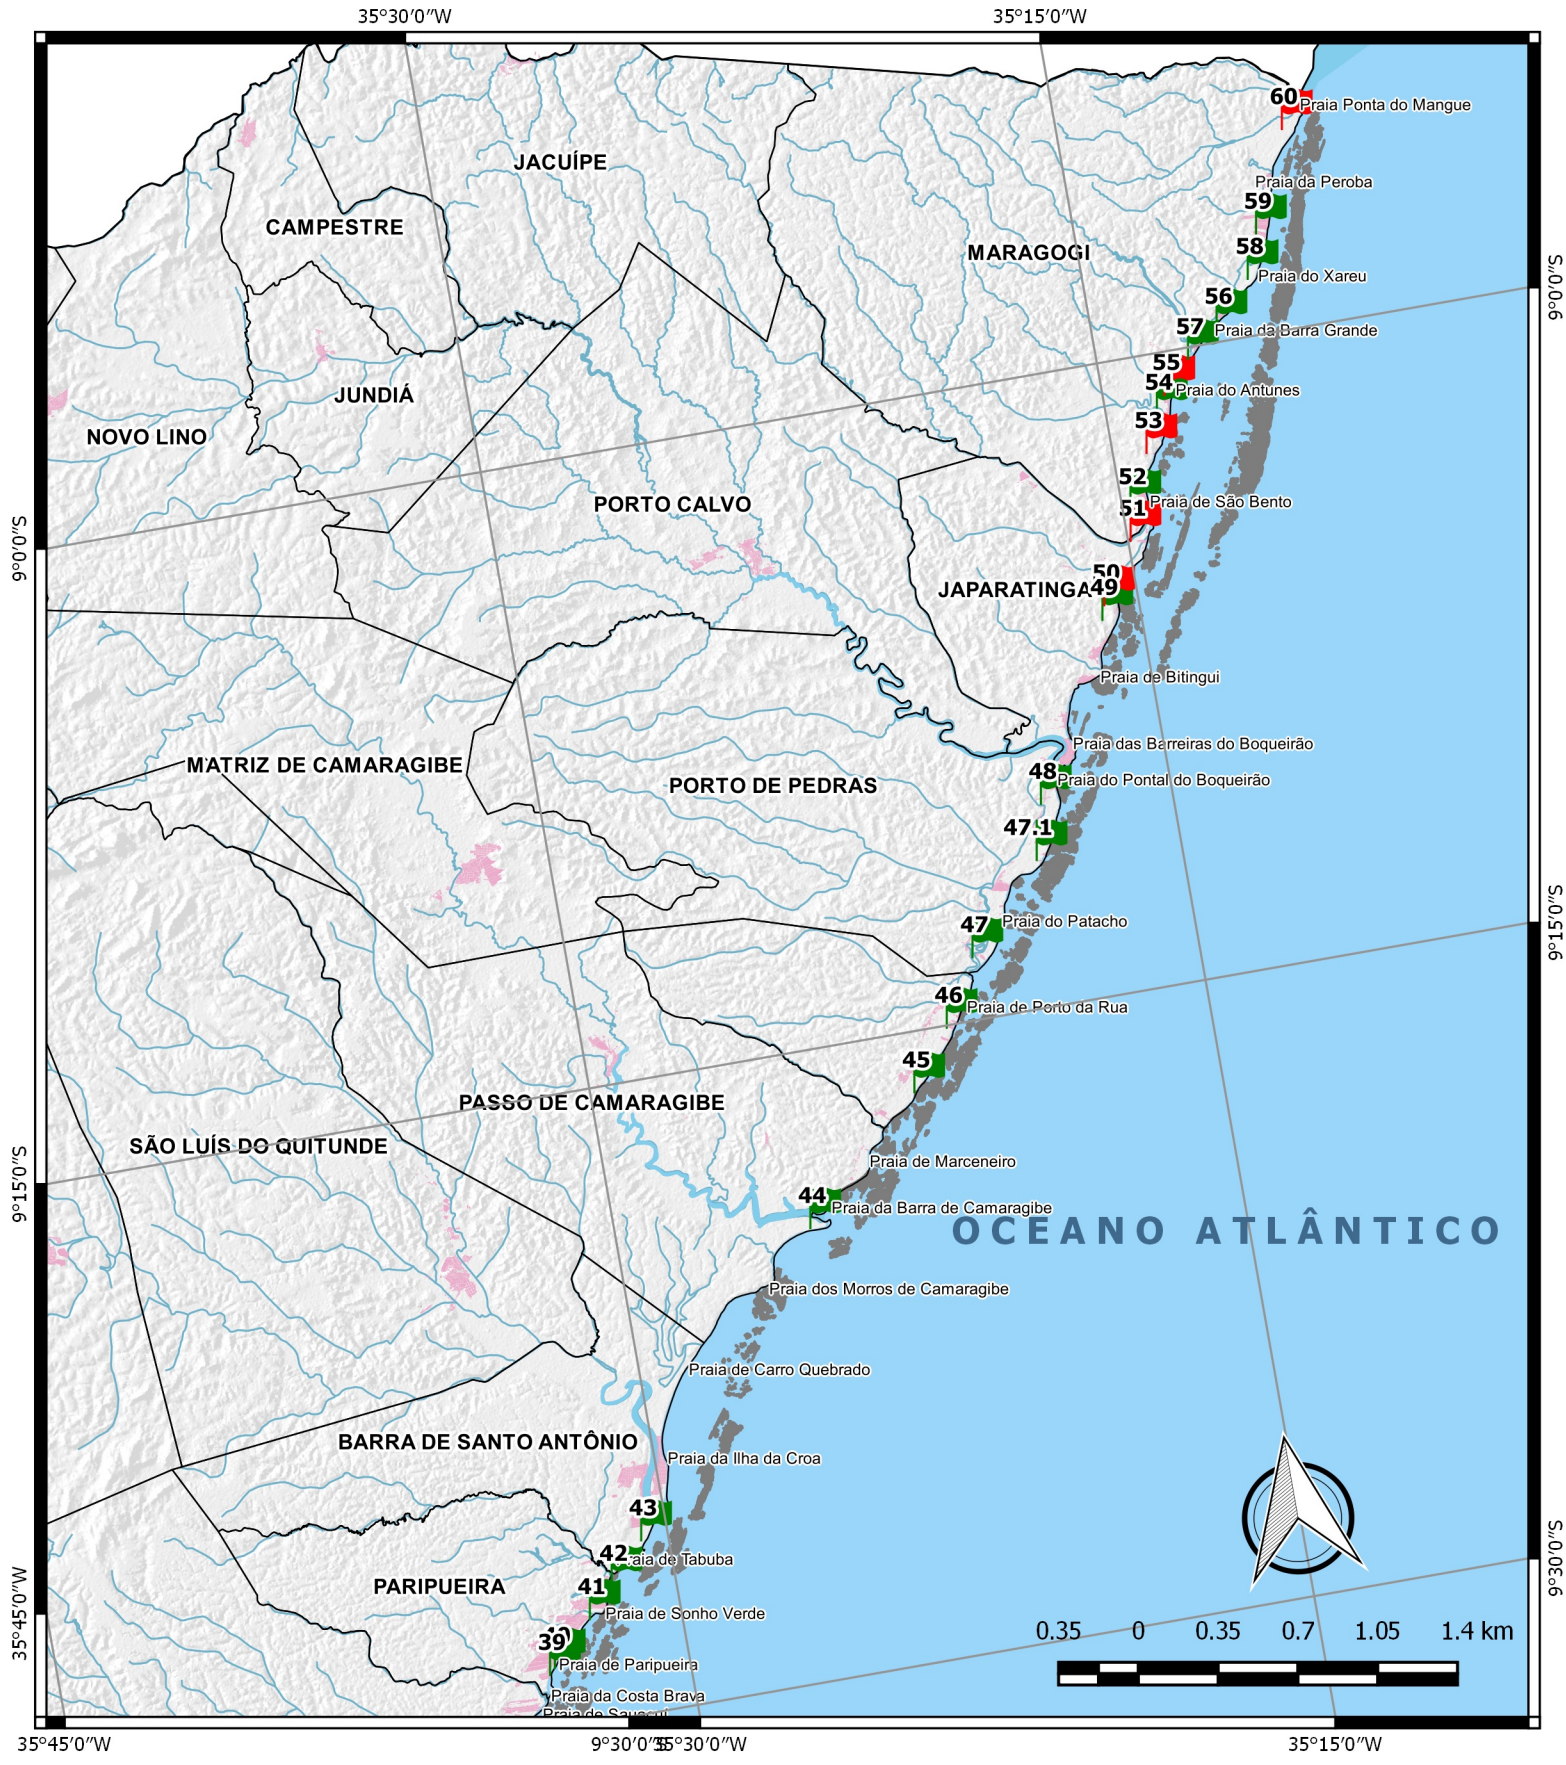 35°30′0″W
35°15′0″W
60
Praia Ponta do Mangue
JACUÍPE
Praia da Peroba
59
CAMPESTRE
58
MARAGOGI
Praia do Xareu
9°0′0″S
56
57
Praia da Barra Grande
55
54
Praia do Antunes
JUNDIÁ
53
NOVO LINO
52
PORTO CALVO
51
Praia de São Bento
9°0′0″S
50
JAPARATINGA
49
Praia de Bitingui
Praia das Barreiras do Boqueirão
MATRIZ DE CAMARAGIBE
48
Praia do Pontal do Boqueirão
PORTO DE PEDRAS
47.1
47
Praia do Patacho
9°15′0″S
46
Praia de Porto da Rua
45
PASSO DE CAMARAGIBE
SÃO LUÍS DO QUITUNDE
Praia de Marceneiro
9°15′0″S
44
Praia da Barra de Camaragibe
OCEANO ATLÂNTICO
Praia dos Morros de Camaragibe
Praia de Carro Quebrado
BARRA DE SANTO ANTÔNIO
Praia da Ilha da Croa
43
42
Praia de Tabuba
9°30′0″S
PARIPUEIRA
41
Praia de Sonho Verde
35°45′0″W
40
39
0.35 0 0.35 0.7 1.05 1.4 km
Praia de Paripueira
Praia da Costa Brava
35°45′0″W
9°30′0″S
35°30′0″W
35°15′0″W